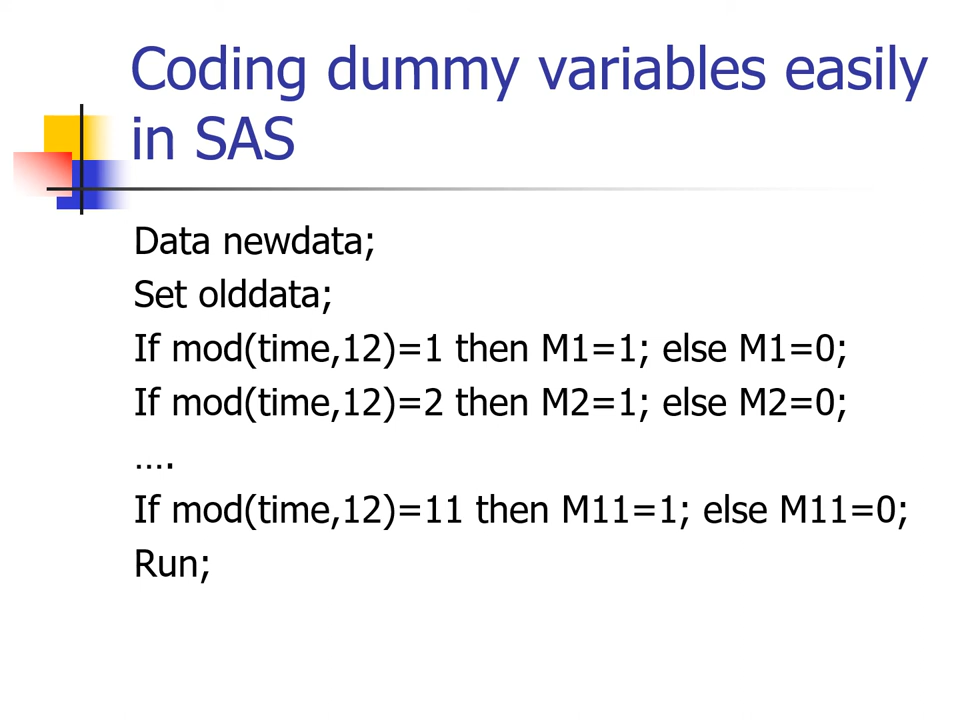 Coding dummy variables easily
in SAS
Data newdata;
Set olddata;
If mod(time,12)=1 then M1=1; else M1=0;
If mod(time,12)=2 then M2=1; else M2=0;
….
If mod(time,12)=11 then M11=1; else M11=0;
Run;